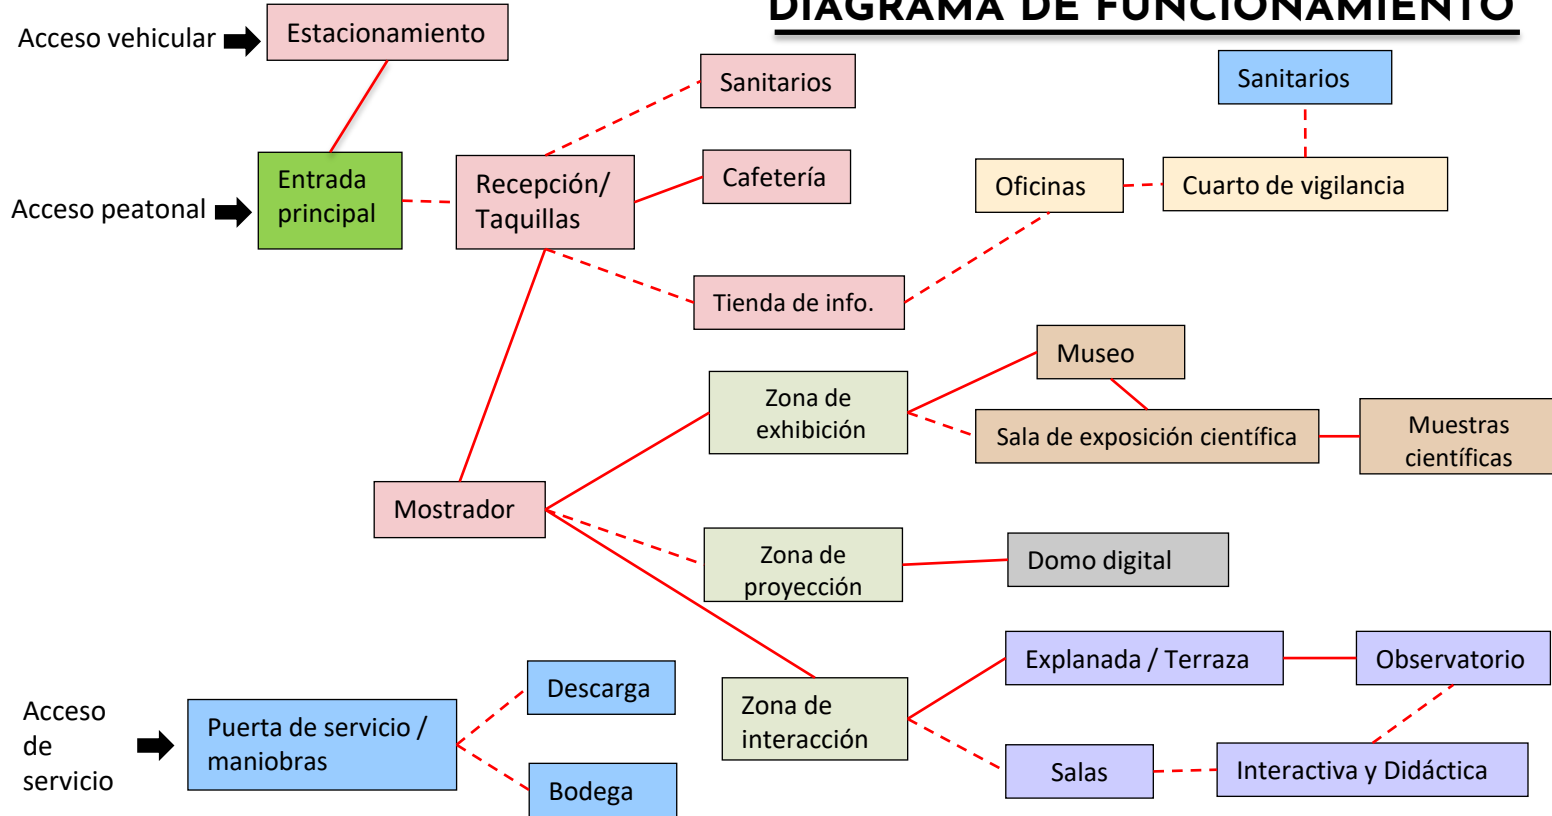 DIAGRAMA DE FUNCIONAMIENTO
Acceso vehicular
Estacionamiento
Sanitarios
Sanitarios
Entrada
principal
Recepción/
Taquillas
Cafetería
Oficinas
Cuarto de vigilancia
Acceso peatonal
Tienda de info.
Museo
Zona de
exhibición
Sala de exposición científica
Muestras
científicas
Mostrador
Zona de
proyección
Domo digital
Explanada / Terraza
Observatorio
Descarga
Zona de
interacción
Acceso
de
servicio
Puerta de servicio /
maniobras
Salas
Interactiva y Didáctica
Bodega